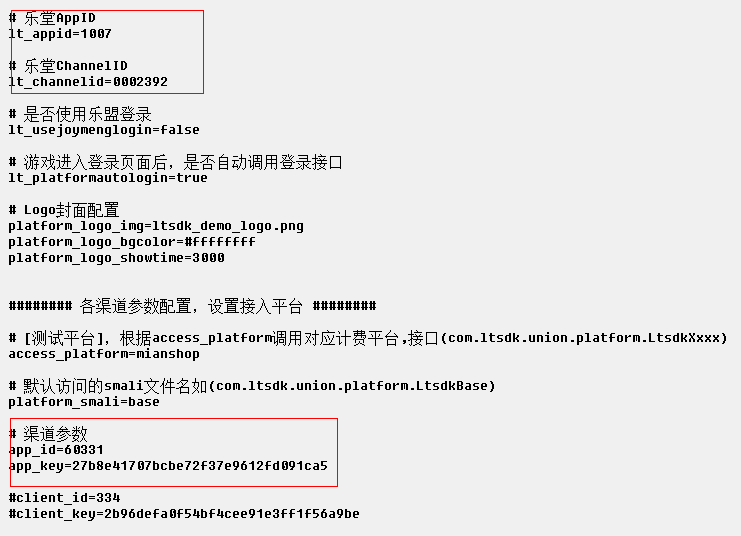 # 乐堂AppID
lt_appid=1007
# 乐堂ChannelID
lt_channelid=0002392
# 是否使用乐盟登录
lt_usejoymenglogin=false
# 游戏进入登录页面后，是否自动调用登录接口
lt_platformautologin=true
# Logo封面配置
platform_logo_img=ltsdk_demo_logo.png
platform_logo_bgcolor=#ffffffff
platform_logo_showtime=3000
######## 各渠道参数配置，设置接入平台 ########
# [测试平台]，根据access_platform调用对应计费平台,接口(com.ltsdk.union.platform.LtsdkXxxx)
access_platform=mianshop
# 默认访问的smali文件名如(com.ltsdk.union.platform.LtsdkBase)
platform_smali=base
# 渠道参数
app_id=60331
app_key=27b8e41707bcbe72f37e9612fd091ca5
#client_id=334
#client_key=2b96defa0f54bf4cee91e3ff1f56a9be